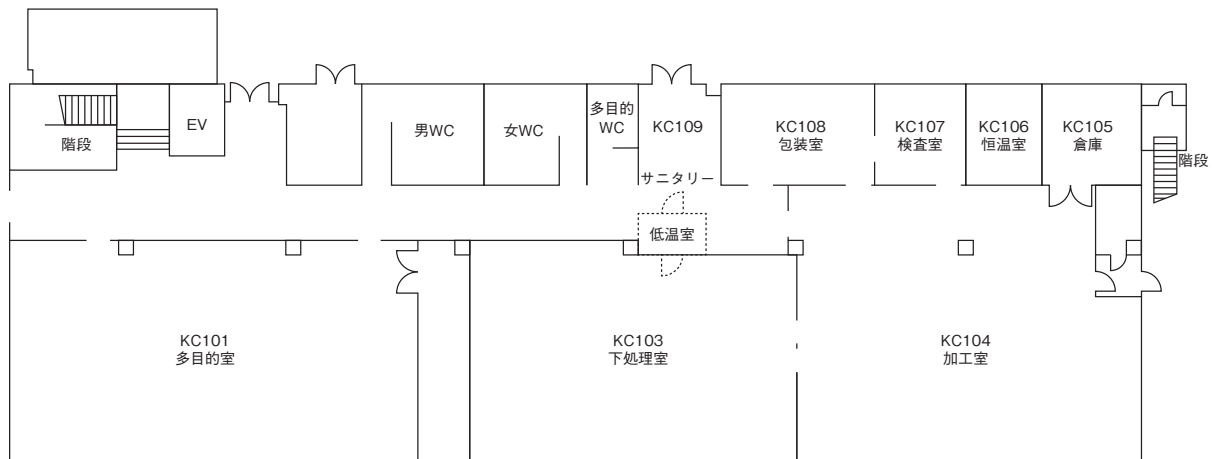 階段
EV
男WC
女WC
多目的
WC
KC109
KC108
包装室
KC107
検査室
KC106
恒温室
KC105
倉庫
階段
サニタリー
低温室
KC101
多目的室
KC103
下処理室
KC104
加工室